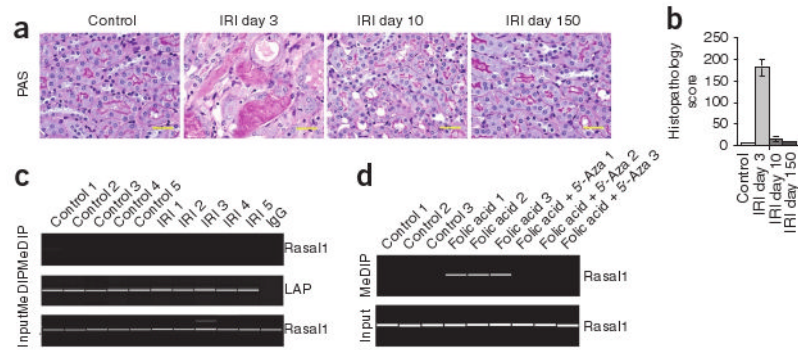 a
Control
IRI day 3
IRI day 10
IRI day 150
PAS
b
Histopathology
score
250
200
150
100
50
0
Control
IRI day 3
IRI day 10
IRI day 150
c
Control 1
Control 2
Control 3
Control 4
Control 5
IRI 1
IRI 2
IRI 3
IRI 4
IRI 5
IgG
MeDIP
Rasal1
MeDIP
LAP
Input
Rasal1
d
Control 1
Control 2
Control 3
Folic acid 1
Folic acid 2
Folic acid 3
Folic acid + 5'-Aza 1
Folic acid + 5'-Aza 2
Folic acid + 5'-Aza 3
MeDIP
Rasal1
Input
Rasal1